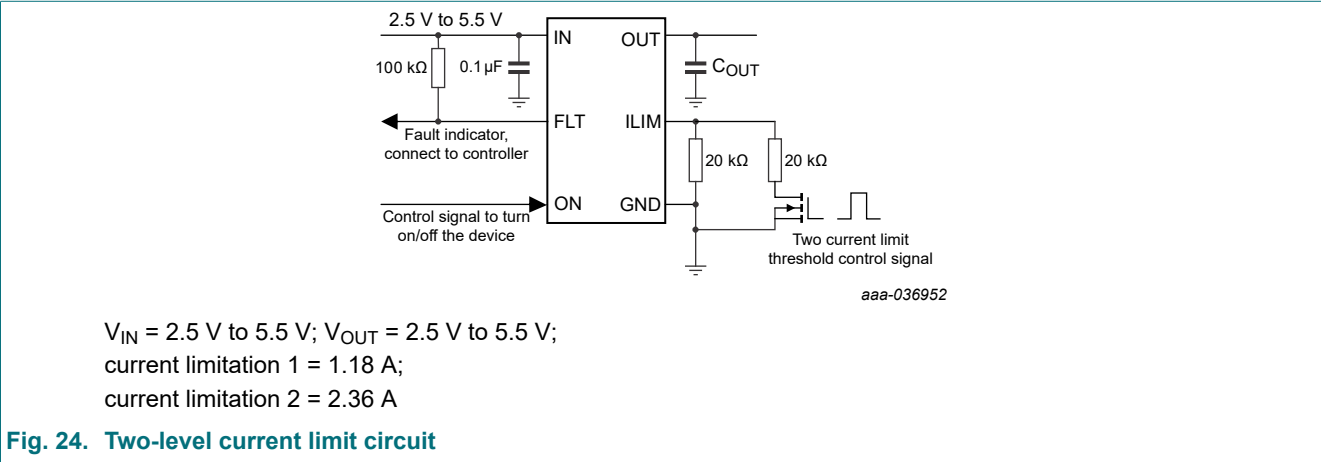 2.5 V to 5.5 V
IN
OUT
100 kΩ
0.1 µF
COUT
FLT
ILIM
Fault indicator,
connect to controller
20 kΩ
20 kΩ
ON
GND
Control signal to turn
on/off the device
Two current limit
threshold control signal
aaa-036952
VIN = 2.5 V to 5.5 V; VOUT = 2.5 V to 5.5 V;
current limitation 1 = 1.18 A;
current limitation 2 = 2.36 A
Fig. 24. Two-level current limit circuit